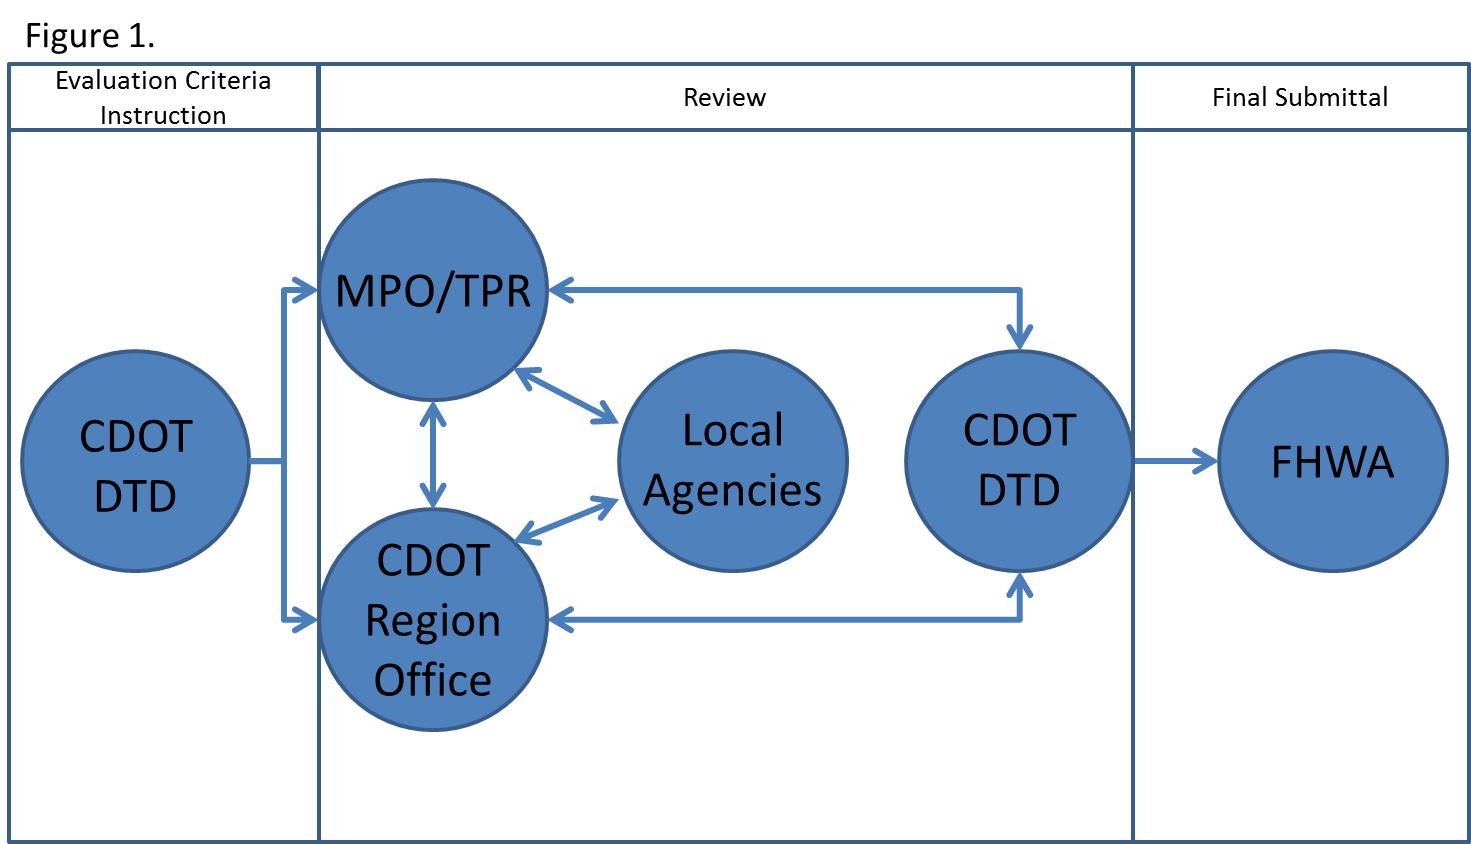 Figure 1.
Evaluation Criteria
Instruction
Review
Final Submittal
CDOT
DTD
MPO/TPR
CDOT
Region
Office
Local
Agencies
CDOT
DTD
FHWA